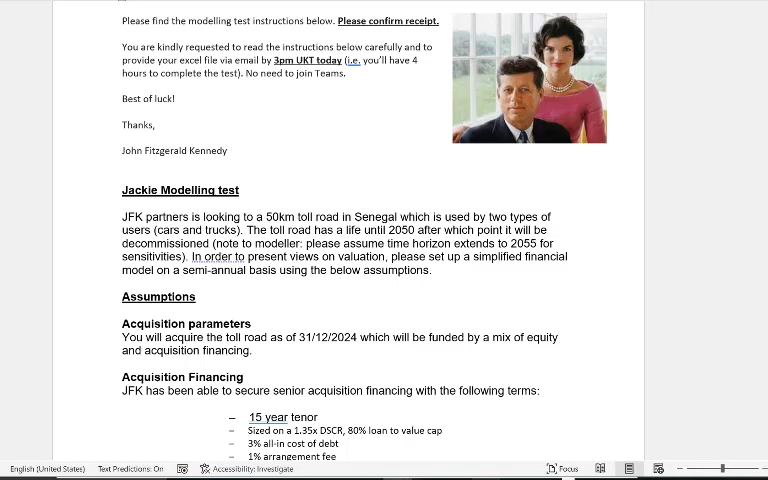 Please find the modelling test instructions below. Please confirm receipt.
You are kindly requested to read the instructions below carefully and to
provide your excel file via email by 3pm UKT today (i.e. you'll have 4
hours to complete the test). No need to join Teams.
Best of luck!
Thanks,
John Fitzgerald Kennedy
Jackie Modelling test
JFK partners is looking to a 50km toll road in Senegal which is used by two types of
users (cars and trucks). The toll road has a life until 2050 after which point it will be
decommissioned (note to modeller: please assume time horizon extends to 2055 for
sensitivities). In order to present views on valuation, please set up a simplified financial
model on a semi-annual basis using the below assumptions.
Assumptions
Acquisition parameters
You will acquire the toll road as of 31/12/2024 which will be funded by a mix of equity
and acquisition financing.
Acquisition Financing
JFK has been able to secure senior acquisition financing with the following terms:
– 15 year tenor
– Sized on a 1.35x DSCR, 80% loan to value cap
– 3% all-in cost of debt
– 1% arrangement fee
English (United States) Text Predictions: On Accessibility: Investigate Focus